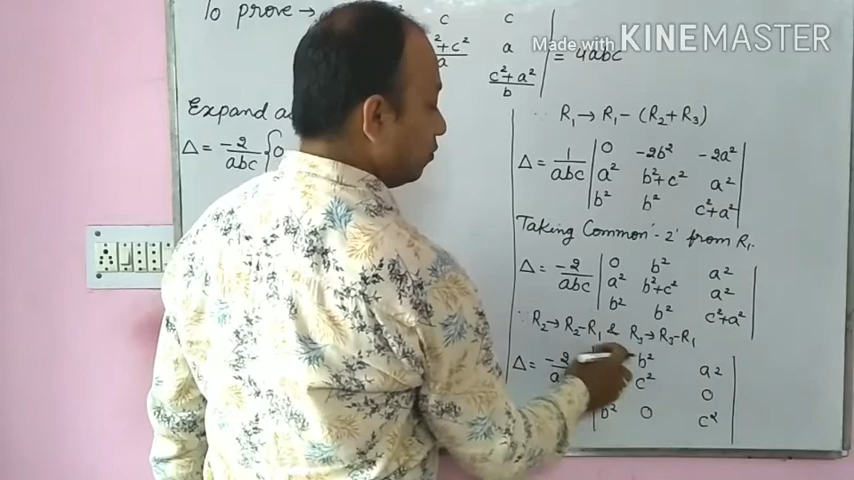 To prove → c c
²+c²/a a = 4abc
c²+a²/b
Made with KINEMASTER
Expand
Δ = -2/abc { 0
∵ R₁ → R₁ - (R₂ + R₃)
Δ = 1/abc | 0 -2b² -2a² |
| a² b²+c² a² |
| b² b² c²+a² |
Taking Common '-2' from R₁.
Δ = -2/abc | 0 b² a² |
| a² b²+c² a² |
| b² b² c²+a² |
∵ R₂ → R₂-R₁ & R₃ → R₃-R₁
Δ = -2/a b² a² |
c² 0 |
| b² 0 c² |